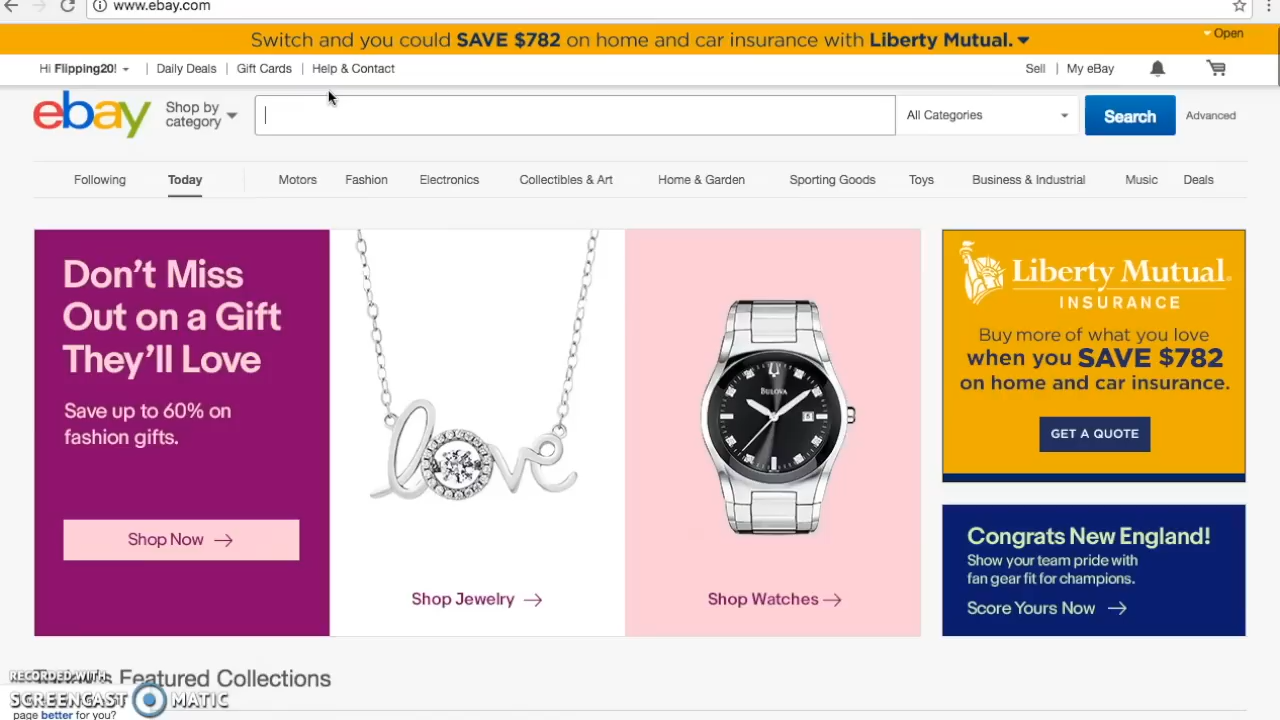 www.ebay.com
Switch and you could SAVE $782 on home and car insurance with Liberty Mutual.
Open
Hi Flipping20! | Daily Deals | Gift Cards | Help & Contact
Sell | My eBay
ebay
Shop by category
All Categories
Search
Advanced
Following Today Motors Fashion Electronics Collectibles & Art Home & Garden Sporting Goods Toys Business & Industrial Music Deals
Don't Miss
Out on a Gift
They'll Love
Save up to 60% on
fashion gifts.
Shop Now
Shop Jewelry
BULOVA
Shop Watches
Liberty Mutual.
INSURANCE
Buy more of what you love
when you SAVE $782
on home and car insurance.
GET A QUOTE
Congrats New England!
Show your team pride with
fan gear fit for champions.
Score Yours Now
Featured Collections
RECORDED WITH
SCREENCAST MATIC
page better for you?